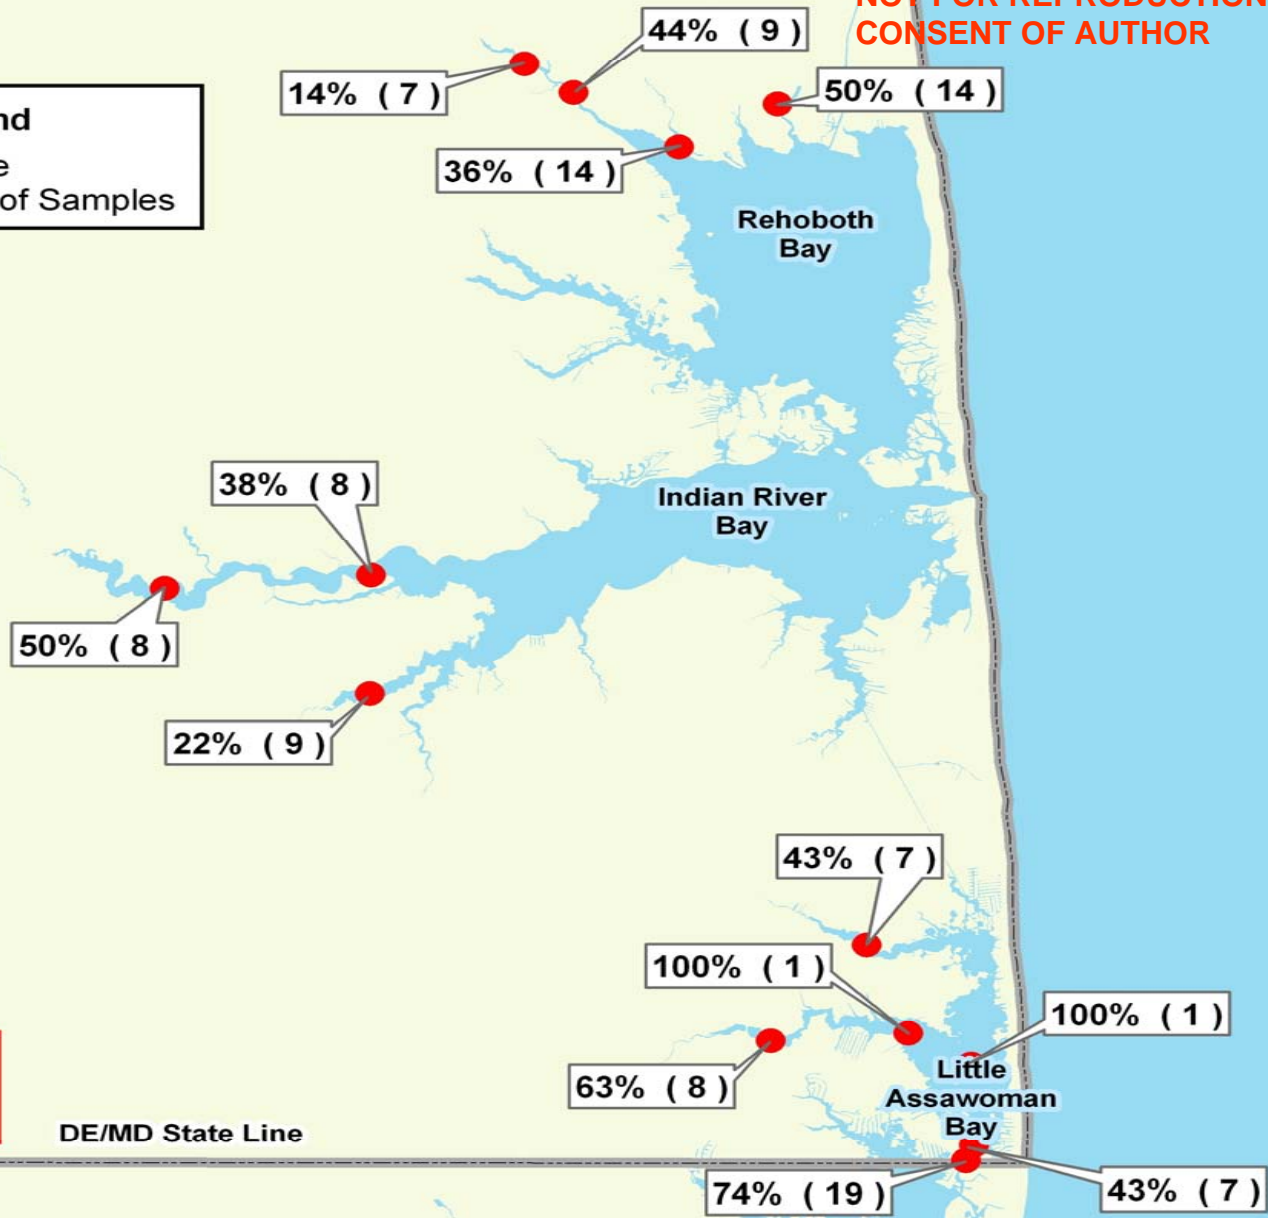 CONSENT OF AUTHOR
44% ( 9 )
14% ( 7 )
50% ( 14 )
of Samples
36% ( 14 )
Rehoboth
Bay
38% ( 8 )
Indian River
Bay
50% ( 8 )
22% ( 9 )
43% ( 7 )
100% ( 1 )
100% ( 1 )
63% ( 8 )
Little
Assawoman
Bay
DE/MD State Line
74% ( 19 )
43% ( 7 )